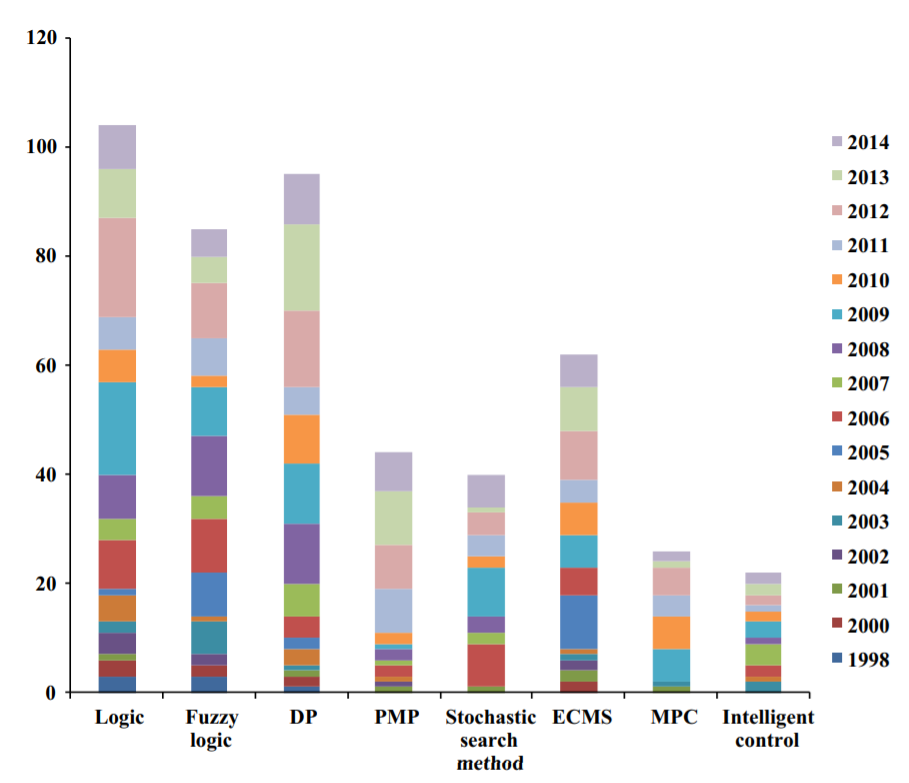 120
100
80
60
40
20
0
Logic
Fuzzy
logic
DP
PMP
Stochastic
search
method
ECMS
MPC
Intelligent
control
2014
2013
2012
2011
2010
2009
2008
2007
2006
2005
2004
2003
2002
2001
2000
1998